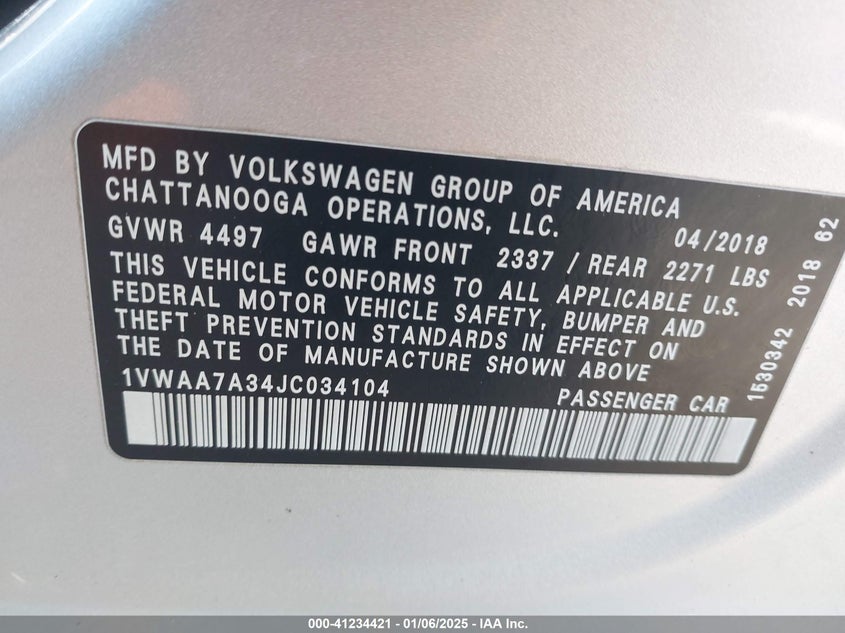 MFD BY VOLKSWAGEN GROUP OF AMERICA
CHATTANOOGA OPERATIONS, LLC.
04/2018
GVWR 4497 GAWR FRONT 2337 / REAR 2271 LBS
THIS VEHICLE CONFORMS TO ALL APPLICABLE U.S.
FEDERAL MOTOR VEHICLE SAFETY, BUMPER AND
THEFT PREVENTION STANDARDS IN EFFECT ON
THE DATE OF MANUFACTURE SHOWN ABOVE
1VWAA7A34JC034104
PASSENGER CAR
1530342 2018 62
000-41234421 - 01/06/2025 - IAA Inc.